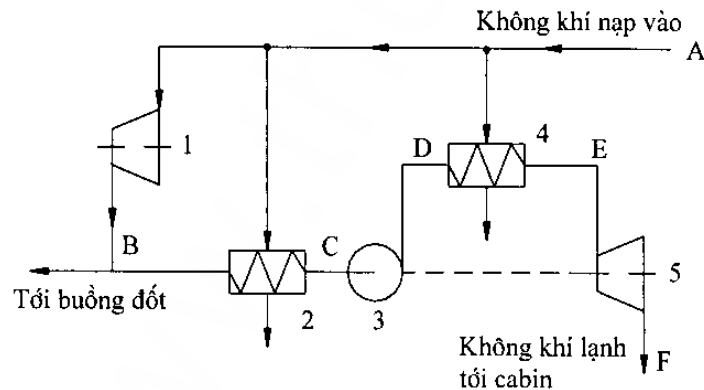 Không khí nạp vào
A
1
D
4
E
B
C
5
Tới buồng đốt
2
3
Không khí lạnh
tới cabin
F